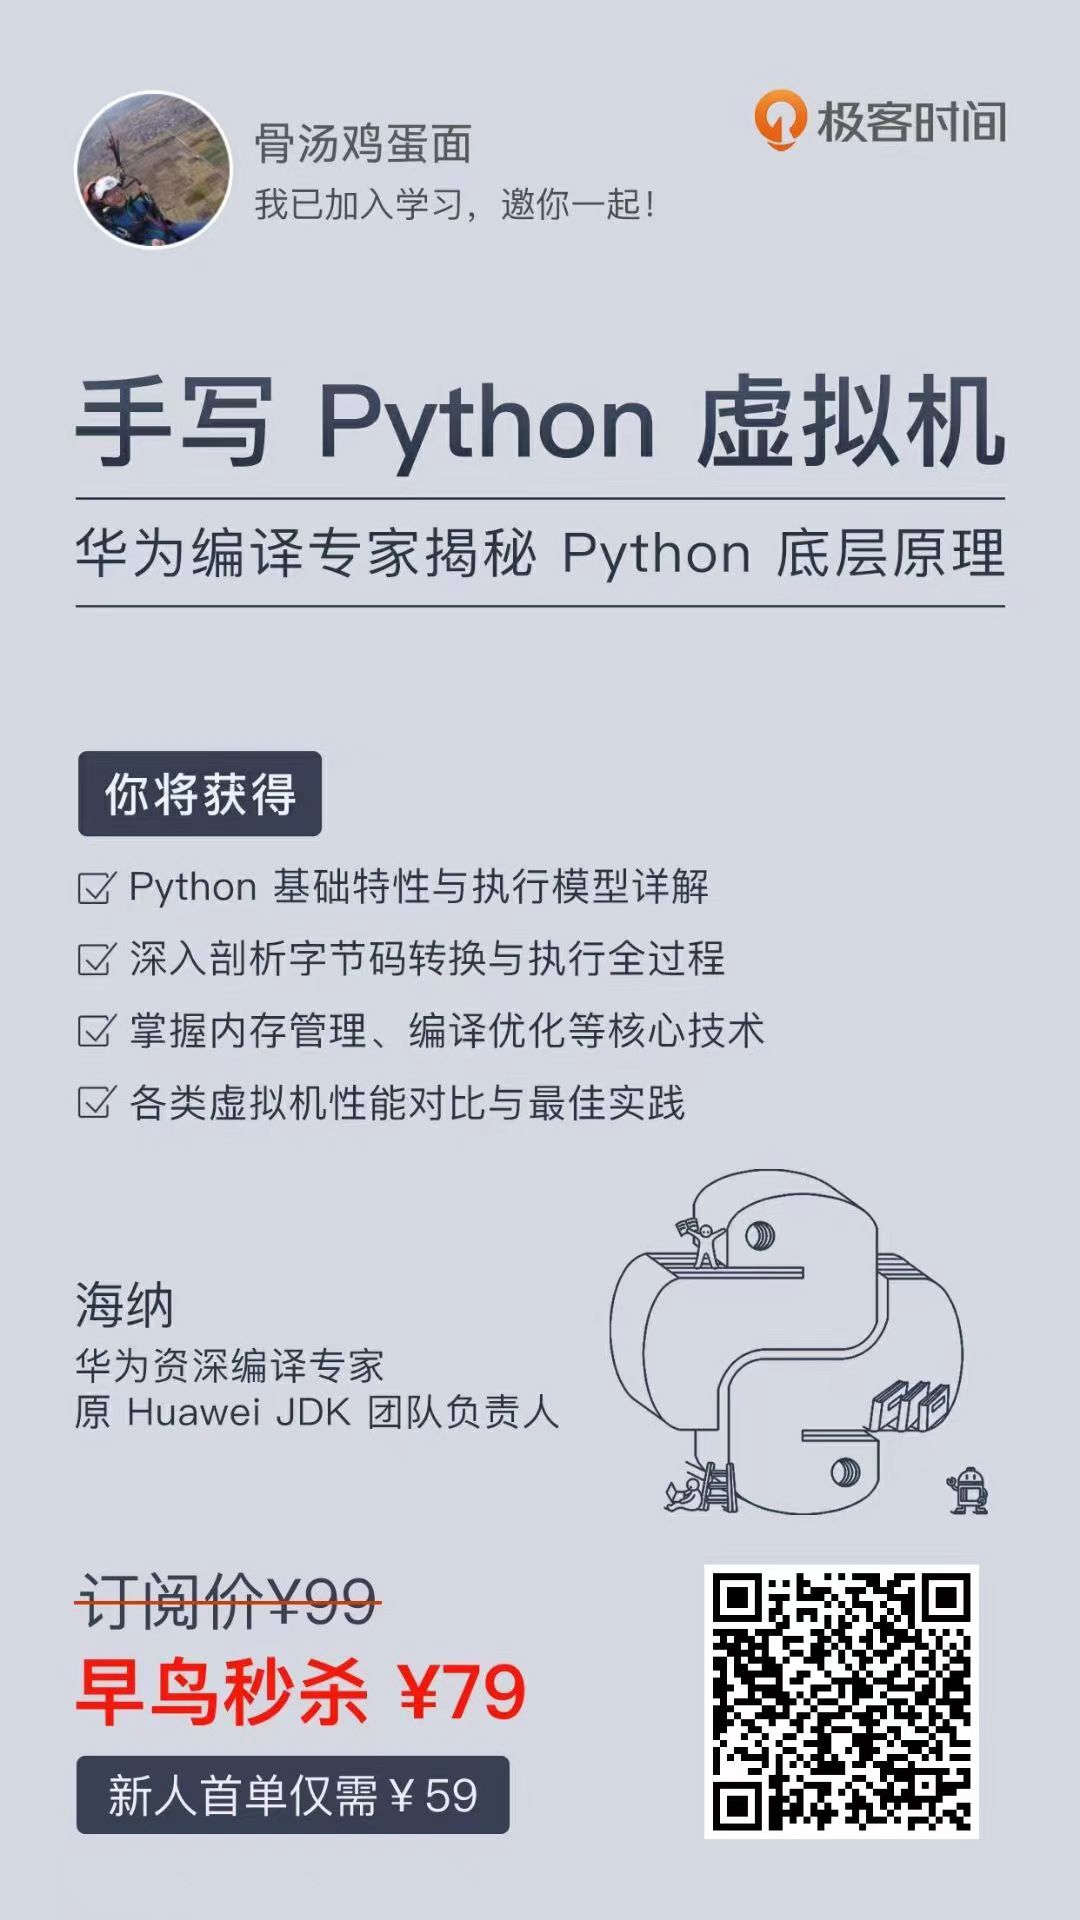 骨汤鸡蛋面
我已加入学习，邀你一起！
极客时间
手写 Python 虚拟机
华为编译专家揭秘 Python 底层原理
你将获得
Python 基础特性与执行模型详解
深入剖析字节码转换与执行全过程
掌握内存管理、编译优化等核心技术
各类虚拟机性能对比与最佳实践
海纳
华为资深编译专家
原 Huawei JDK 团队负责人
订阅价¥99
早鸟秒杀 ¥79
新人首单仅需¥59